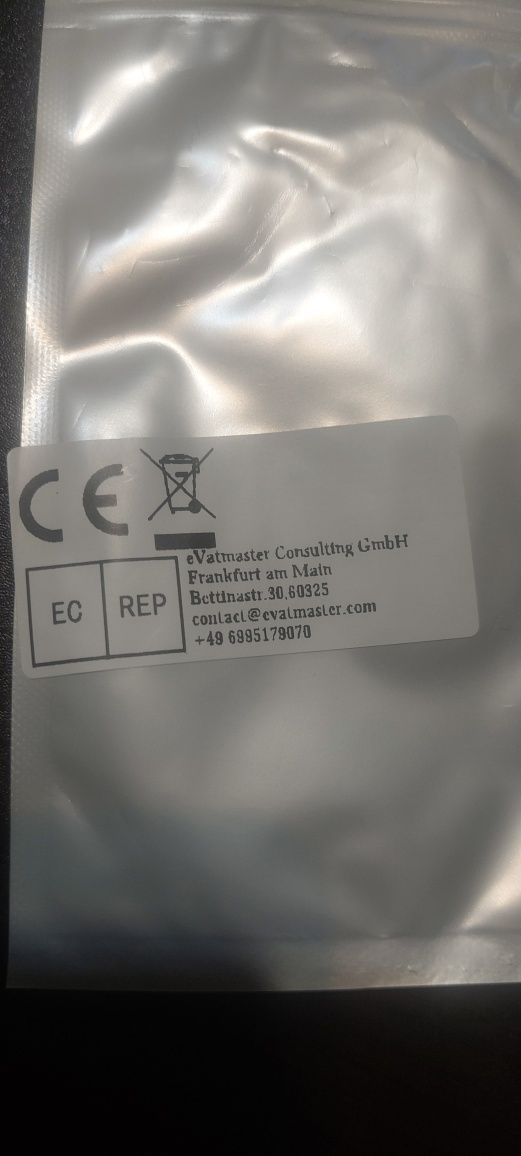 CE
EC REP
eVatmaster Consulting GmbH
Frankfurt am Main
Bettinastr.30,60325
contact@evatmaster.com
+49 6995179070